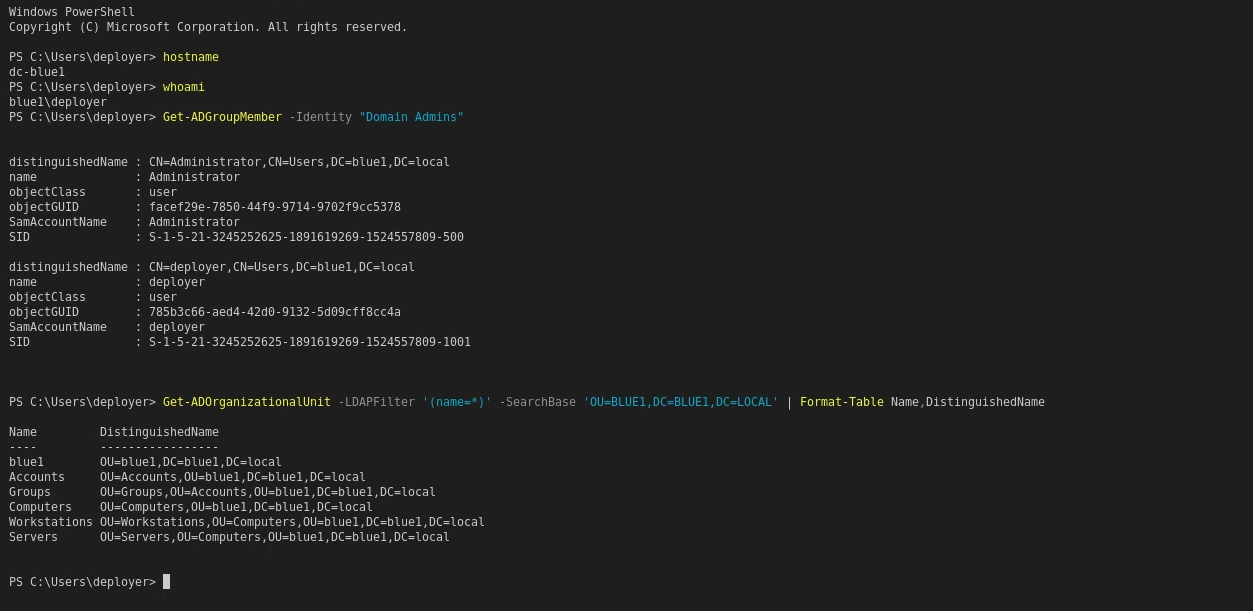 Windows PowerShell
Copyright (C) Microsoft Corporation. All rights reserved.
PS C:\Users\deployer> hostname
dc-blue1
PS C:\Users\deployer> whoami
blue1\deployer
PS C:\Users\deployer> Get-ADGroupMember -Identity "Domain Admins"
distinguishedName : CN=Administrator,CN=Users,DC=blue1,DC=local
name              : Administrator
objectClass       : user
objectGUID        : facef29e-7850-44f9-9714-9702f9cc5378
SamAccountName    : Administrator
SID               : S-1-5-21-3245252625-1891619269-1524557809-500
distinguishedName : CN=deployer,CN=Users,DC=blue1,DC=local
name              : deployer
objectClass       : user
objectGUID        : 785b3c66-aed4-42d0-9132-5d09cff8cc4a
SamAccountName    : deployer
SID               : S-1-5-21-3245252625-1891619269-1524557809-1001
PS C:\Users\deployer> Get-ADOrganizationalUnit -LDAPFilter '(name=*)' -SearchBase 'OU=BLUE1,DC=BLUE1,DC=LOCAL' | Format-Table Name,DistinguishedName
Name         DistinguishedName
----         -----------------
blue1        OU=blue1,DC=blue1,DC=local
Accounts     OU=Accounts,OU=blue1,DC=blue1,DC=local
Groups       OU=Groups,OU=Accounts,OU=blue1,DC=blue1,DC=local
Computers    OU=Computers,OU=blue1,DC=blue1,DC=local
Workstations OU=Workstations,OU=Computers,OU=blue1,DC=blue1,DC=local
Servers      OU=Servers,OU=Computers,OU=blue1,DC=blue1,DC=local
PS C:\Users\deployer>